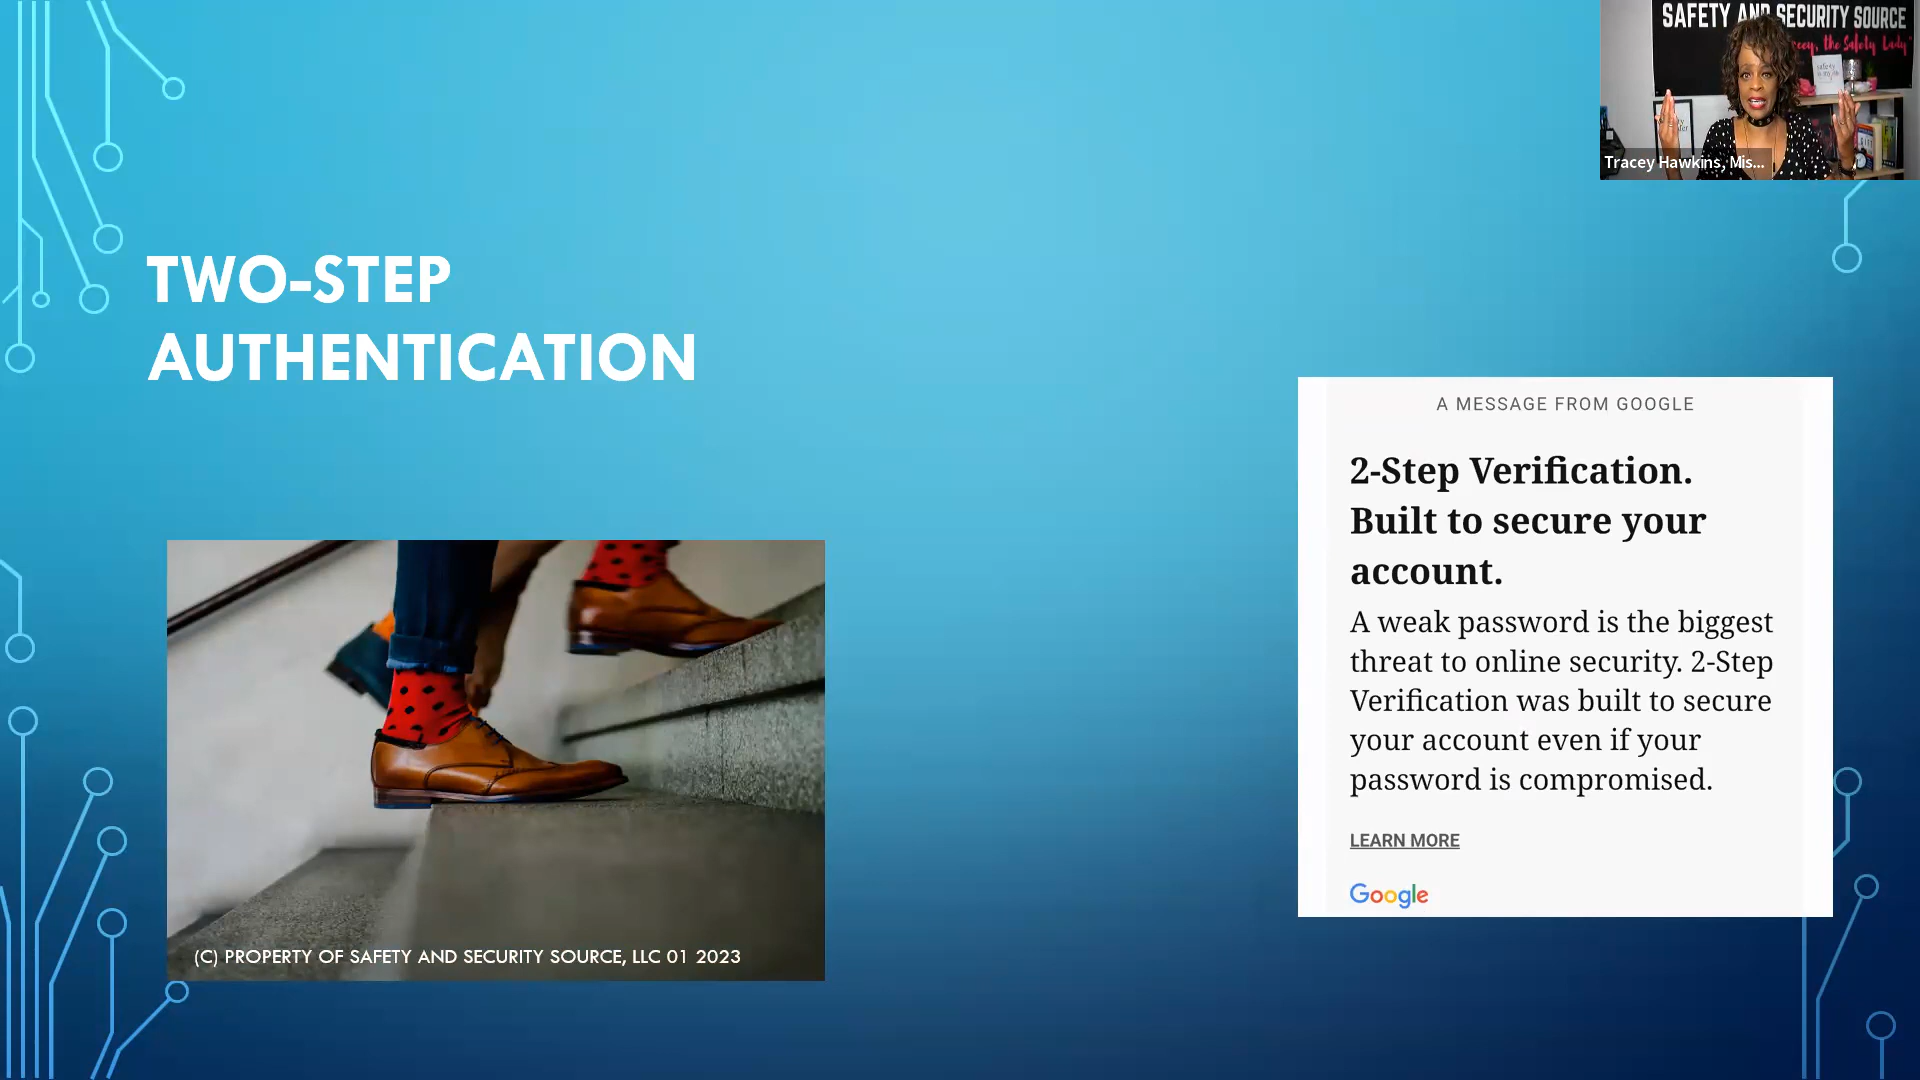 SAFETY AND SECURITY SOURCE
the Safety Lady"
Tracey Hawkins, Mis...
TWO-STEP
AUTHENTICATION
A MESSAGE FROM GOOGLE
2-Step Verification.
Built to secure your
account.
A weak password is the biggest
threat to online security. 2-Step
Verification was built to secure
your account even if your
password is compromised.
LEARN MORE
Google
(C) PROPERTY OF SAFETY AND SECURITY SOURCE, LLC 01 2023